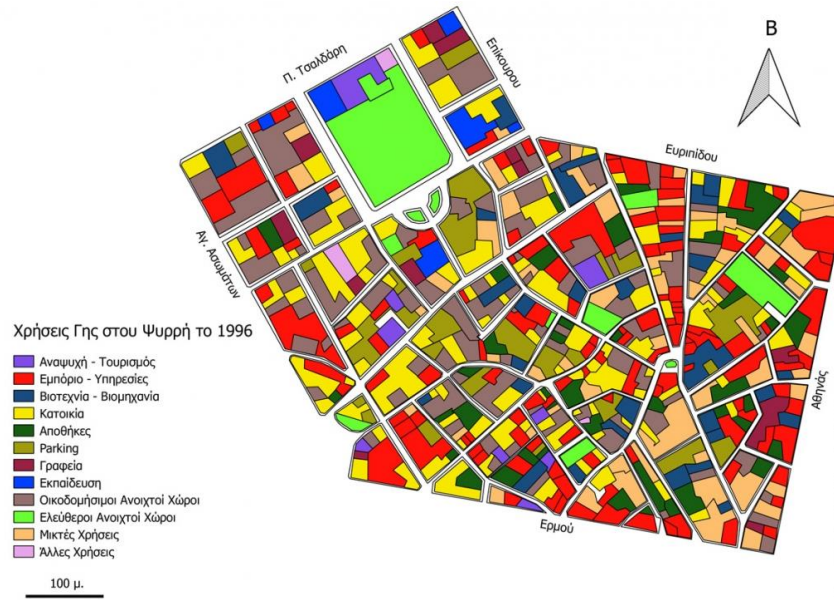 Β
Π. Τσαλδάρη
Επίκουρου
Ευριπίδου
Αγ. Ασωμάτων
Αθηνάς
Ερμού
Χρήσεις Γης στου Ψυρρή το 1996
Αναψυχή - Τουρισμός
Εμπόριο - Υπηρεσίες
Βιοτεχνία - Βιομηχανία
Κατοικία
Αποθήκες
Parking
Γραφεία
Εκπαίδευση
Οικοδομήσιμοι Ανοιχτοί Χώροι
Ελεύθεροι Ανοιχτοί Χώροι
Μικτές Χρήσεις
Άλλες Χρήσεις
100 μ.